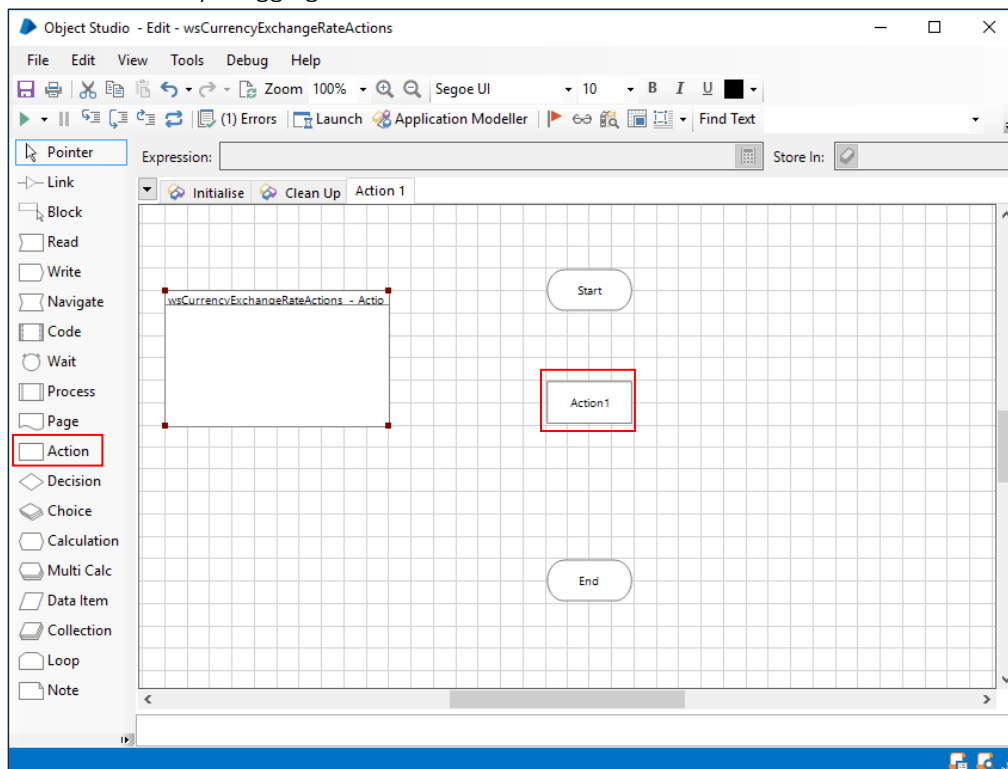 Object Studio - Edit - wsCurrencyExchangeRateActions
File Edit View Tools Debug Help
Zoom 100% Segoe UI 10 B I U
(1) Errors Launch Application Modeller Find Text
Pointer
Expression: Store In:
Link
Initialise Clean Up Action 1
Block
Read
Write
Navigate
Code
Wait
Process
Page
Action
Decision
Choice
Calculation
Multi Calc
Data Item
Collection
Loop
Note
wsCurrencyExchangeRateActions - Actio
Start
Action1
End